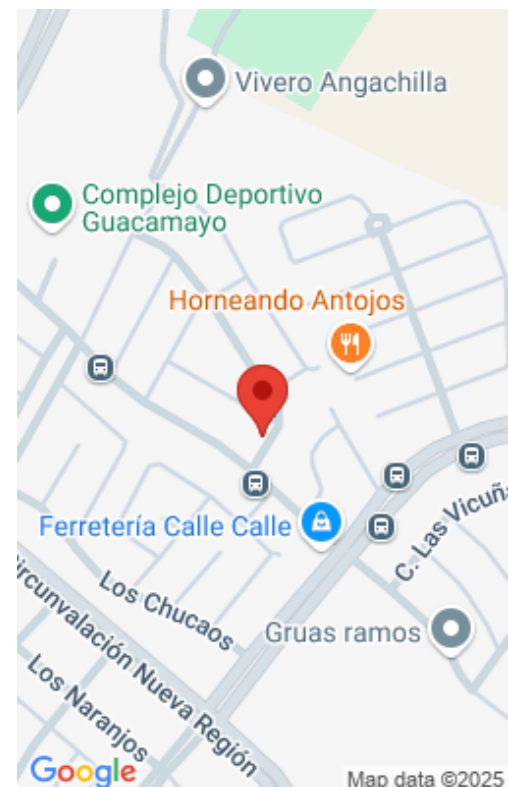 Vivero Angachilla
Complejo Deportivo
Guacamayo
Horneando Antojos
Ferretería Calle Calle
C. Las Vicuña
Los Chucaos
Gruas ramos
ircunvalación Nueva Región
Los Naranjos
Google
Map data ©2025